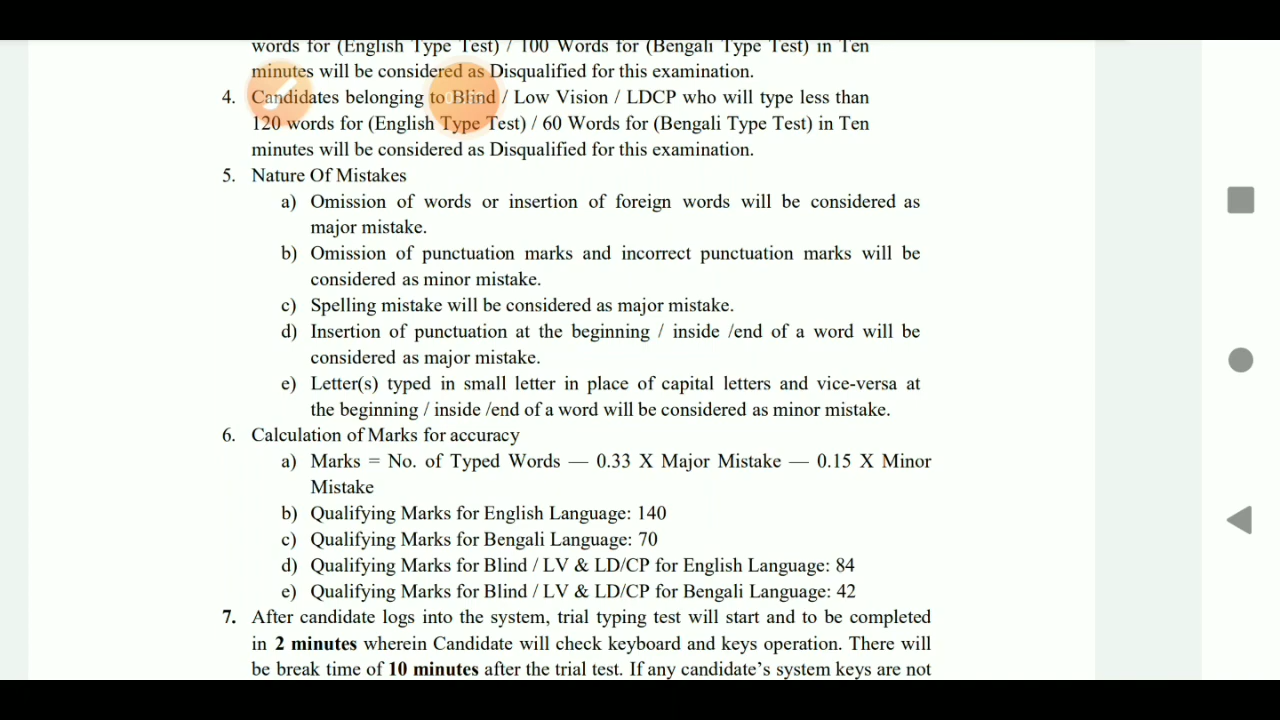 words for (English Type Test) / 100 Words for (Bengali Type Test) in Ten
minutes will be considered as Disqualified for this examination.
4. Candidates belonging to Blind / Low Vision / LDCP who will type less than
120 words for (English Type Test) / 60 Words for (Bengali Type Test) in Ten
minutes will be considered as Disqualified for this examination.
5. Nature Of Mistakes
a) Omission of words or insertion of foreign words will be considered as
major mistake.
b) Omission of punctuation marks and incorrect punctuation marks will be
considered as minor mistake.
c) Spelling mistake will be considered as major mistake.
d) Insertion of punctuation at the beginning / inside /end of a word will be
considered as major mistake.
e) Letter(s) typed in small letter in place of capital letters and vice-versa at
the beginning / inside /end of a word will be considered as minor mistake.
6. Calculation of Marks for accuracy
a) Marks = No. of Typed Words — 0.33 X Major Mistake — 0.15 X Minor
Mistake
b) Qualifying Marks for English Language: 140
c) Qualifying Marks for Bengali Language: 70
d) Qualifying Marks for Blind / LV & LD/CP for English Language: 84
e) Qualifying Marks for Blind / LV & LD/CP for Bengali Language: 42
7. After candidate logs into the system, trial typing test will start and to be completed
in 2 minutes wherein Candidate will check keyboard and keys operation. There will
be break time of 10 minutes after the trial test. If any candidate's system keys are not